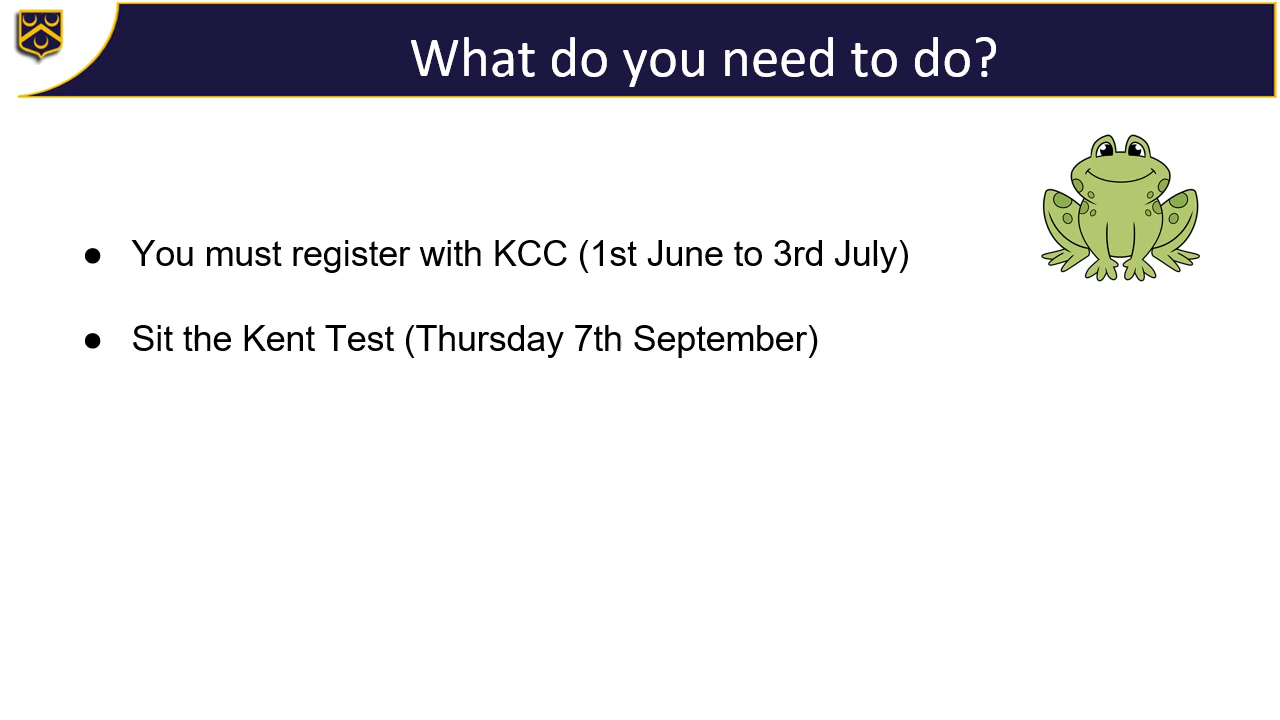 What do you need to do?
● You must register with KCC (1st June to 3rd July)
● Sit the Kent Test (Thursday 7th September)